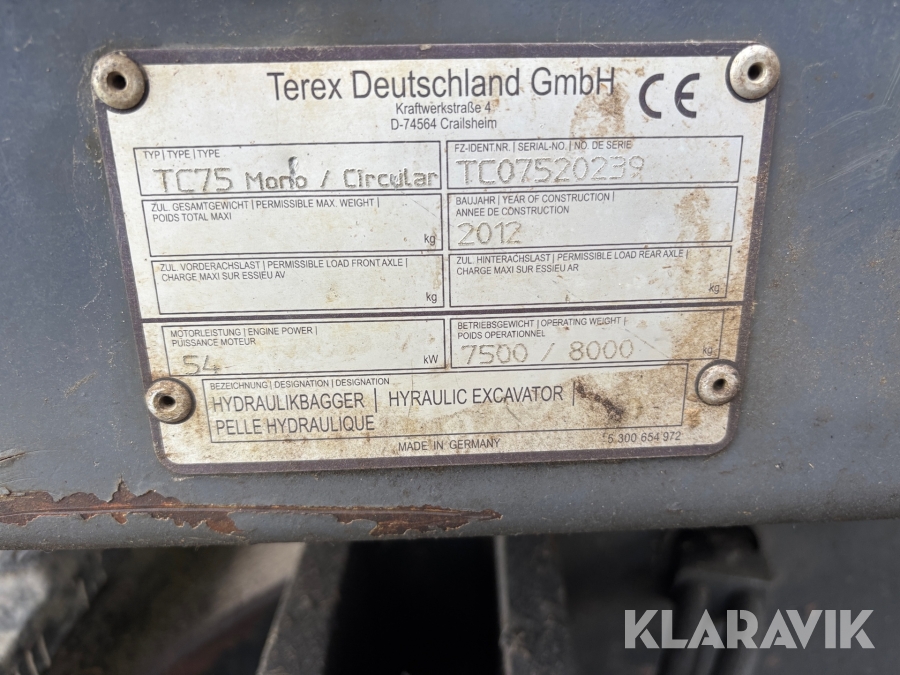 Terex Deutschland GmbH
Kraftwerkstraße 4
D-74564 Crailsheim
CE
TYP | TYPE | TYPE
TC75 Mono / Circular
FZ-IDENT.NR. | SERIAL-NO. | NO. DE SERIE
TC07520239
ZUL. GESAMTGEWICHT | PERMISSIBLE MAX. WEIGHT |
POIDS TOTAL MAXI
kg
BAUJAHR | YEAR OF CONSTRUCTION |
ANNEE DE CONSTRUCTION
2012
ZUL. VORDERACHSLAST | PERMISSIBLE LOAD FRONT AXLE |
CHARGE MAXI SUR ESSIEU AV
kg
ZUL. HINTERACHSLAST | PERMISSIBLE LOAD REAR AXLE |
CHARGE MAXI SUR ESSIEU AR
kg
MOTORLEISTUNG | ENGINE POWER |
PUISSANCE MOTEUR
54
kW
BETRIEBSGEWICHT | OPERATING WEIGHT |
POIDS OPERATIONNEL
7500 / 8000
kg
BEZEICHNUNG | DESIGNATION | DESIGNATION
HYDRAULIKBAGGER | HYRAULIC EXCAVATOR |
PELLE HYDRAULIQUE
MADE IN GERMANY
5 300 654 972
KLARAVIK